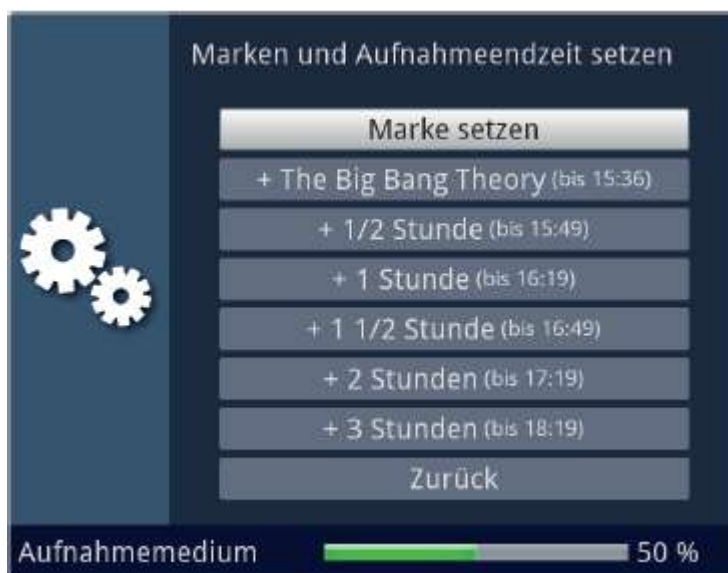 Marken und Aufnahmeendzeit setzen
Marke setzen
+ The Big Bang Theory (bis 15:36)
+ 1/2 Stunde (bis 15:49)
+ 1 Stunde (bis 16:19)
+ 1 1/2 Stunde (bis 16:49)
+ 2 Stunden (bis 17:19)
+ 3 Stunden (bis 18:19)
Zurück
Aufnahmemedium 50 %